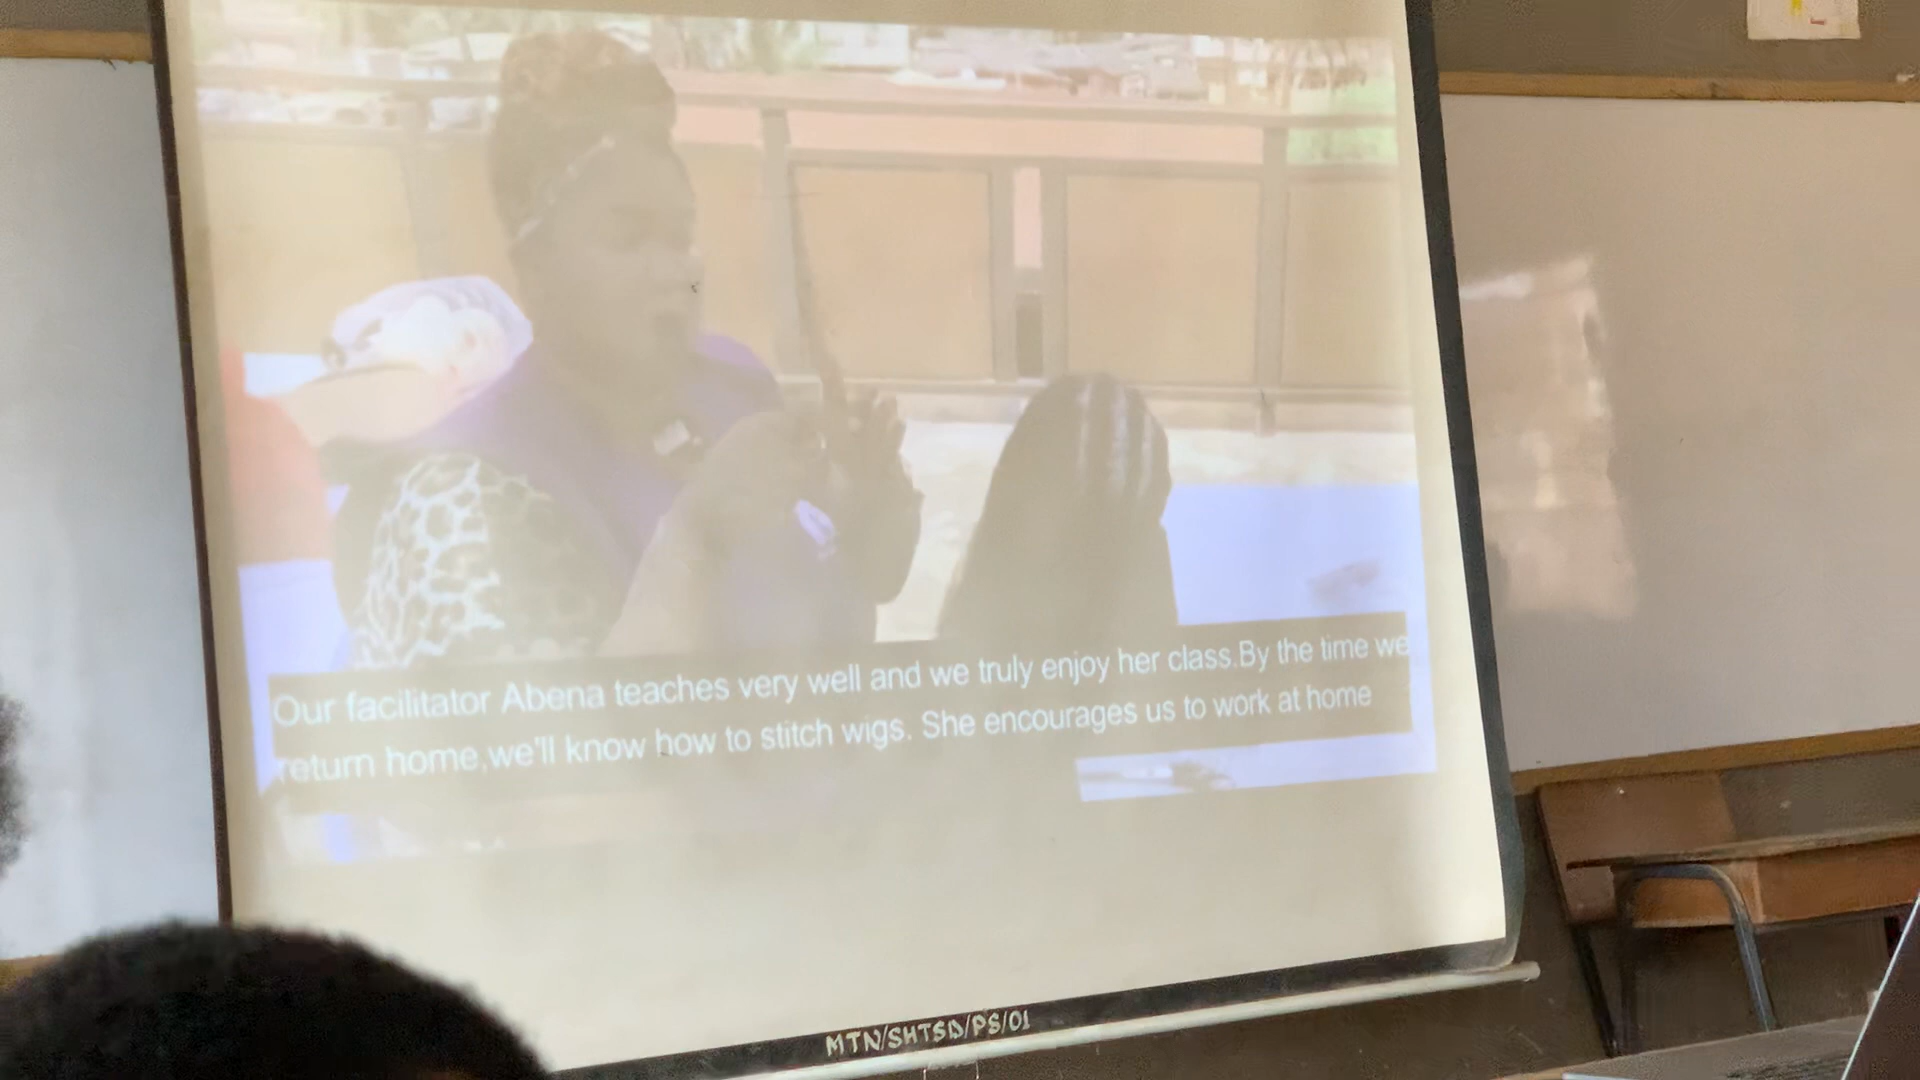 Our facilitator Abena teaches very well and we truly enjoy her class.By the time we
return home,we'll know how to stitch wigs. She encourages us to work at home
MTN/SHTSD/PS/01